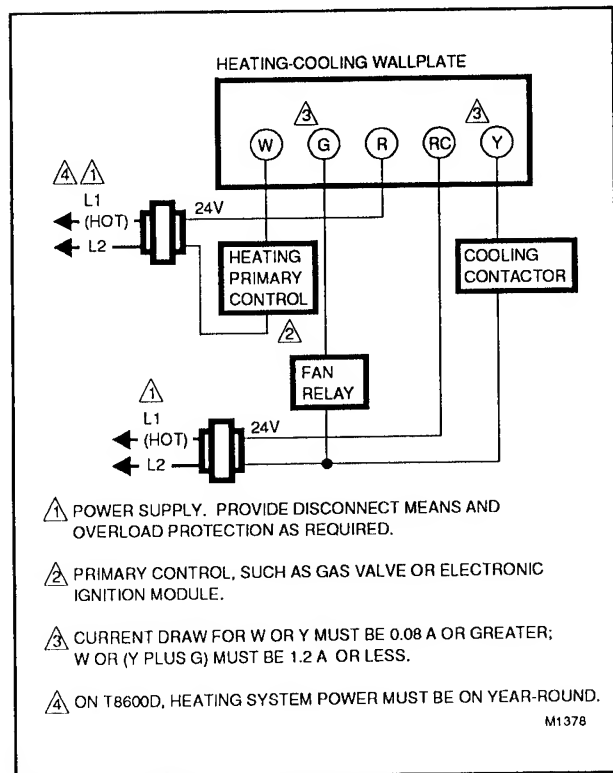 HEATING-COOLING WALLPLATE
3 3
W G R RC Y
4 1
L1
(HOT)
L2
24V
HEATING
PRIMARY
CONTROL
2
COOLING
CONTACTOR
FAN
RELAY
1
L1
(HOT)
L2
24V
1 POWER SUPPLY. PROVIDE DISCONNECT MEANS AND
OVERLOAD PROTECTION AS REQUIRED.
2 PRIMARY CONTROL, SUCH AS GAS VALVE OR ELECTRONIC
IGNITION MODULE.
3 CURRENT DRAW FOR W OR Y MUST BE 0.08 A OR GREATER;
W OR (Y PLUS G) MUST BE 1.2 A OR LESS.
4 ON T8600D, HEATING SYSTEM POWER MUST BE ON YEAR-ROUND.
M1378